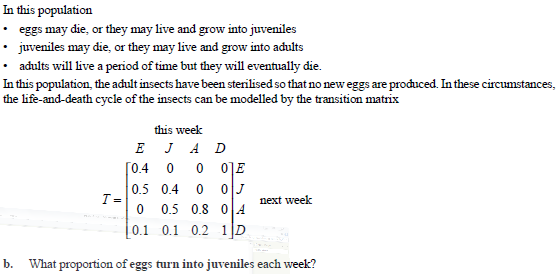 In this population
• eggs may die, or they may live and grow into juveniles
• juveniles may die, or they may live and grow into adults
• adults will live a period of time but they will eventually die.
In this population, the adult insects have been sterilised so that no new eggs are produced. In these circumstances,
the life-and-death cycle of the insects can be modelled by the transition matrix
this week
E J A D
0.4 0 0 0 E
0.5 0.4 0 0 J
T =
next week
0 0.5 0.8 0 A
0.1 0.1 0.2 1 D
b. What proportion of eggs turn into juveniles each week?